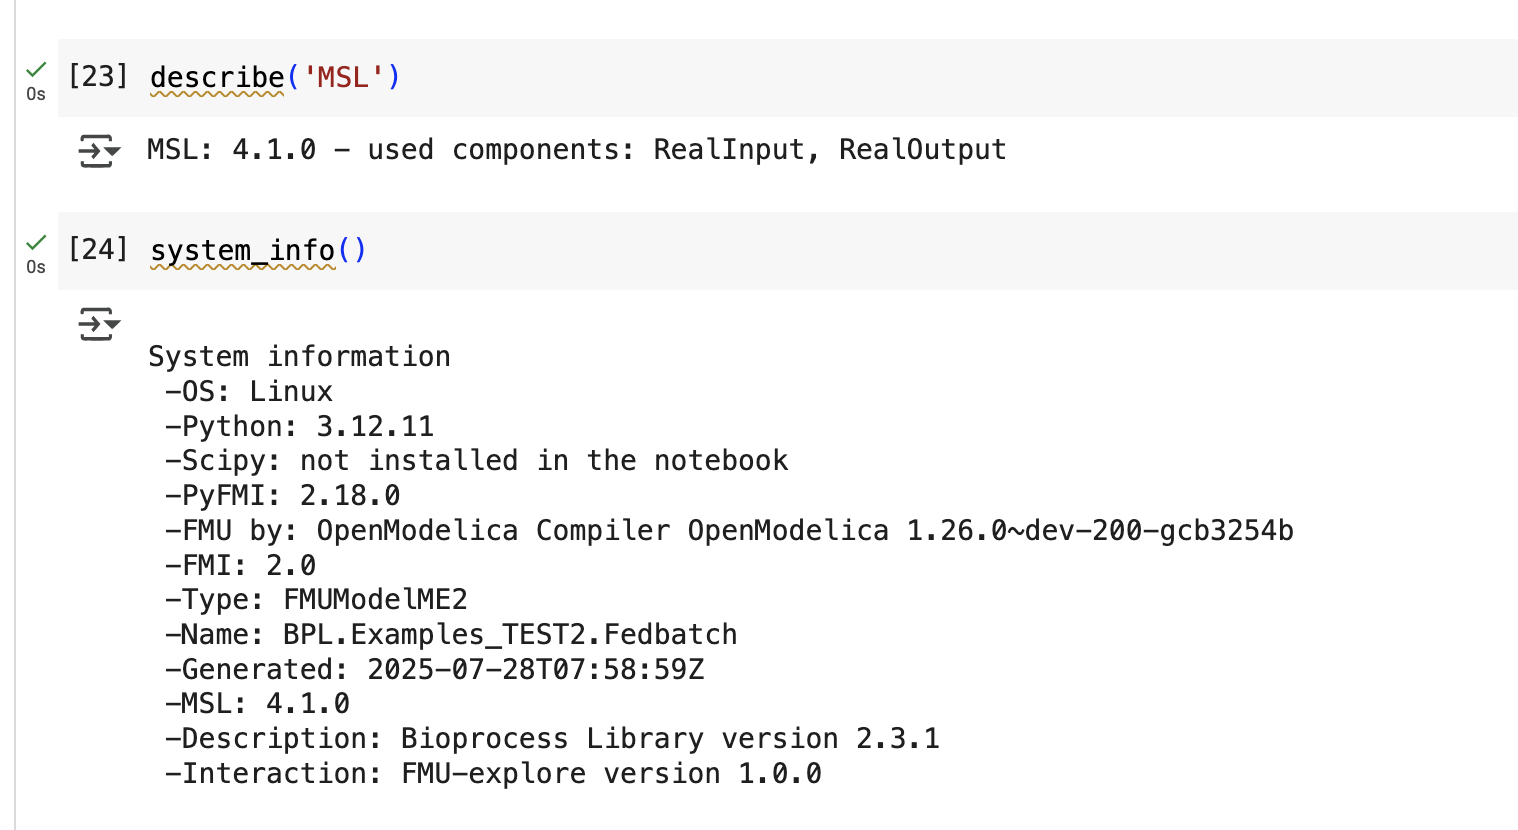 [23] describe('MSL')
0s
MSL: 4.1.0 – used components: RealInput, RealOutput
[24] system_info()
0s
System information
-OS: Linux
-Python: 3.12.11
-Scipy: not installed in the notebook
-PyFMI: 2.18.0
-FMU by: OpenModelica Compiler OpenModelica 1.26.0~dev-200-gcb3254b
-FMI: 2.0
-Type: FMUModelME2
-Name: BPL.Examples_TEST2.Fedbatch
-Generated: 2025-07-28T07:58:59Z
-MSL: 4.1.0
-Description: Bioprocess Library version 2.3.1
-Interaction: FMU-explore version 1.0.0